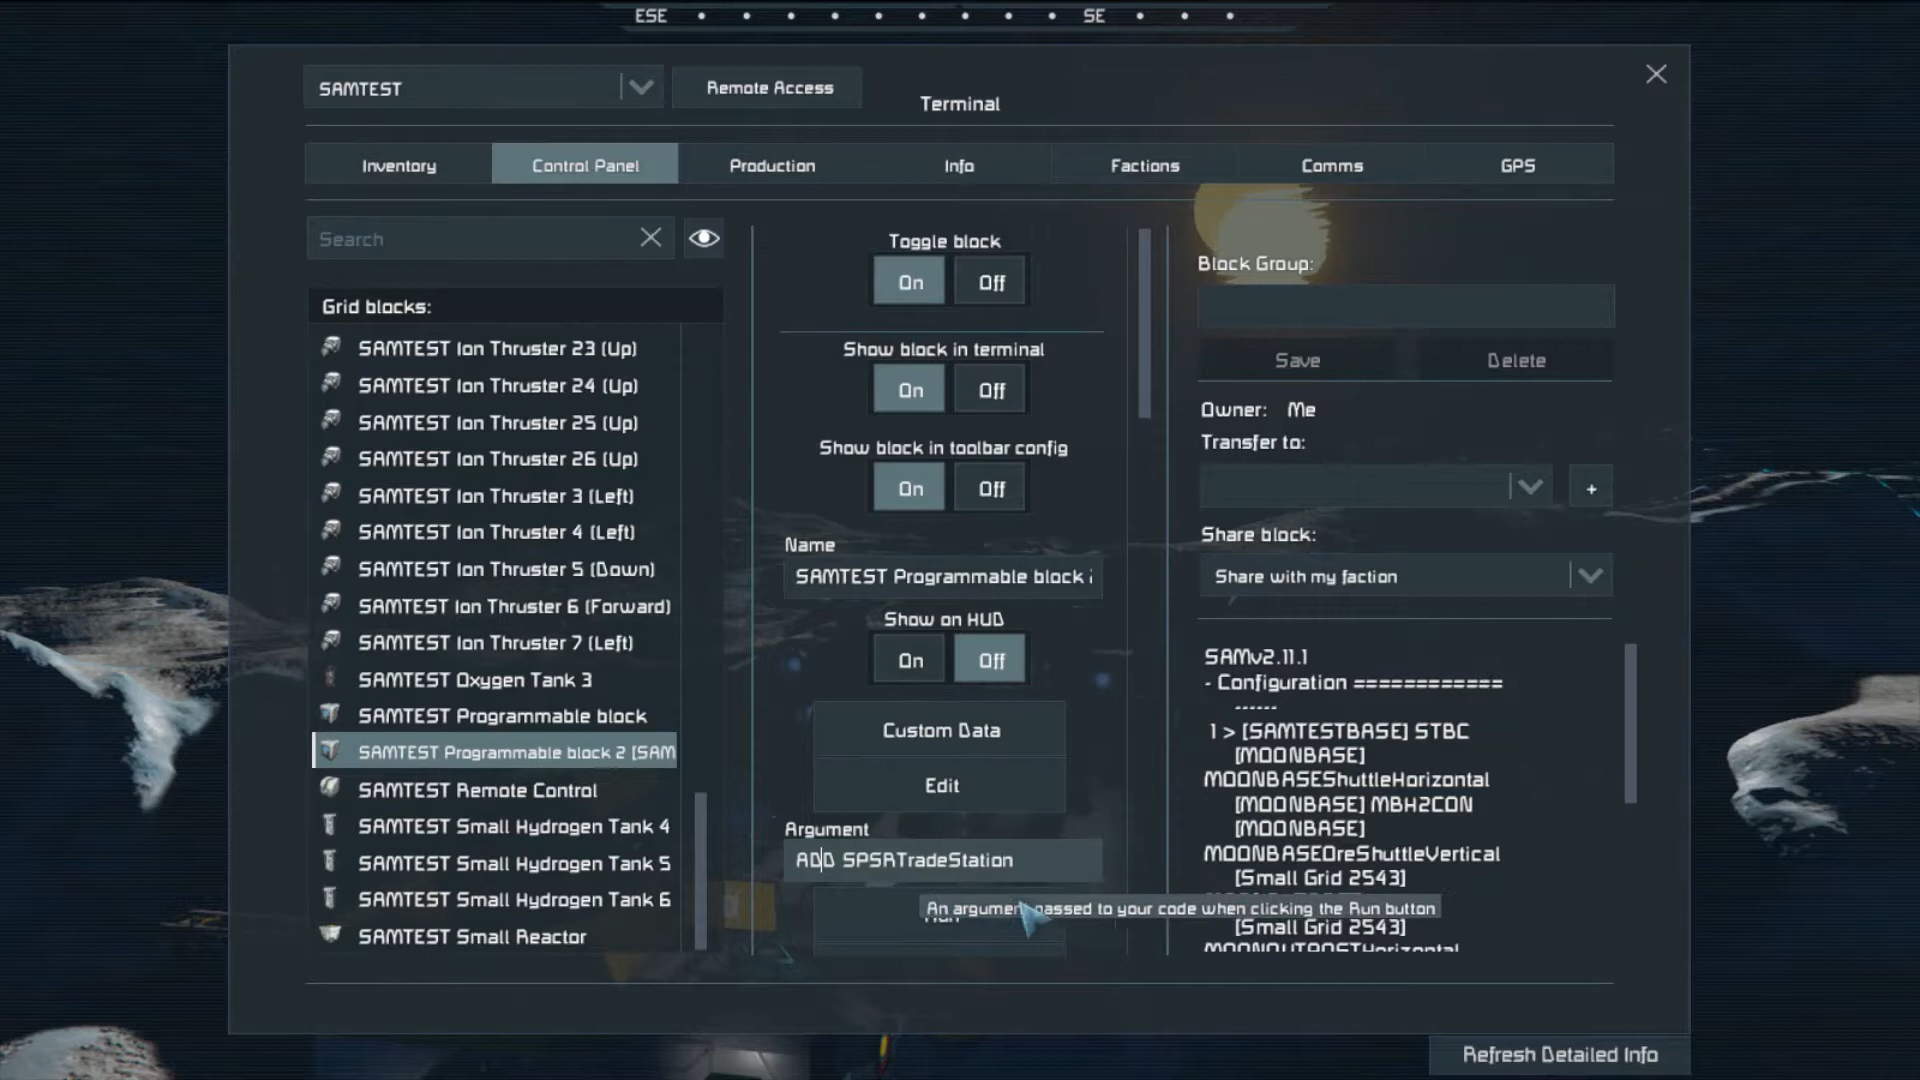 ESE
SE
SAMTEST
Remote Access
Terminal
Inventory
Control Panel
Production
Info
Factions
Comms
GPS
Search
Grid blocks:
SAMTEST Ion Thruster 23 (Up)
SAMTEST Ion Thruster 24 (Up)
SAMTEST Ion Thruster 25 (Up)
SAMTEST Ion Thruster 26 (Up)
SAMTEST Ion Thruster 3 (Left)
SAMTEST Ion Thruster 4 (Left)
SAMTEST Ion Thruster 5 (Down)
SAMTEST Ion Thruster 6 (Forward)
SAMTEST Ion Thruster 7 (Left)
SAMTEST Oxygen Tank 3
SAMTEST Programmable block
SAMTEST Programmable block 2 [SAM
SAMTEST Remote Control
SAMTEST Small Hydrogen Tank 4
SAMTEST Small Hydrogen Tank 5
SAMTEST Small Hydrogen Tank 6
SAMTEST Small Reactor
Toggle block
On
Off
Show block in terminal
On
Off
Show block in toolbar config
On
Off
Name
SAMTEST Programmable block
Show on HUD
On
Off
Custom Data
Edit
Argument
ADD SPSRTradeStation
Run
An argument passed to your code when clicking the Run button
Block Group:
Save
Delete
Owner: Me
Transfer to:
+
Share block:
Share with my faction
SAMv2.11.1
- Configuration ============
------
1 > [SAMTESTBASE] STBC
[MOONBASE]
MOONBASEShuttleHorizontal
[MOONBASE] MBH2CON
[MOONBASE]
MOONBASEOreShuttleVertical
[Small Grid 2543]
[Small Grid 2543]
MOONOUTPOSTHorizontal
Refresh Detailed Info